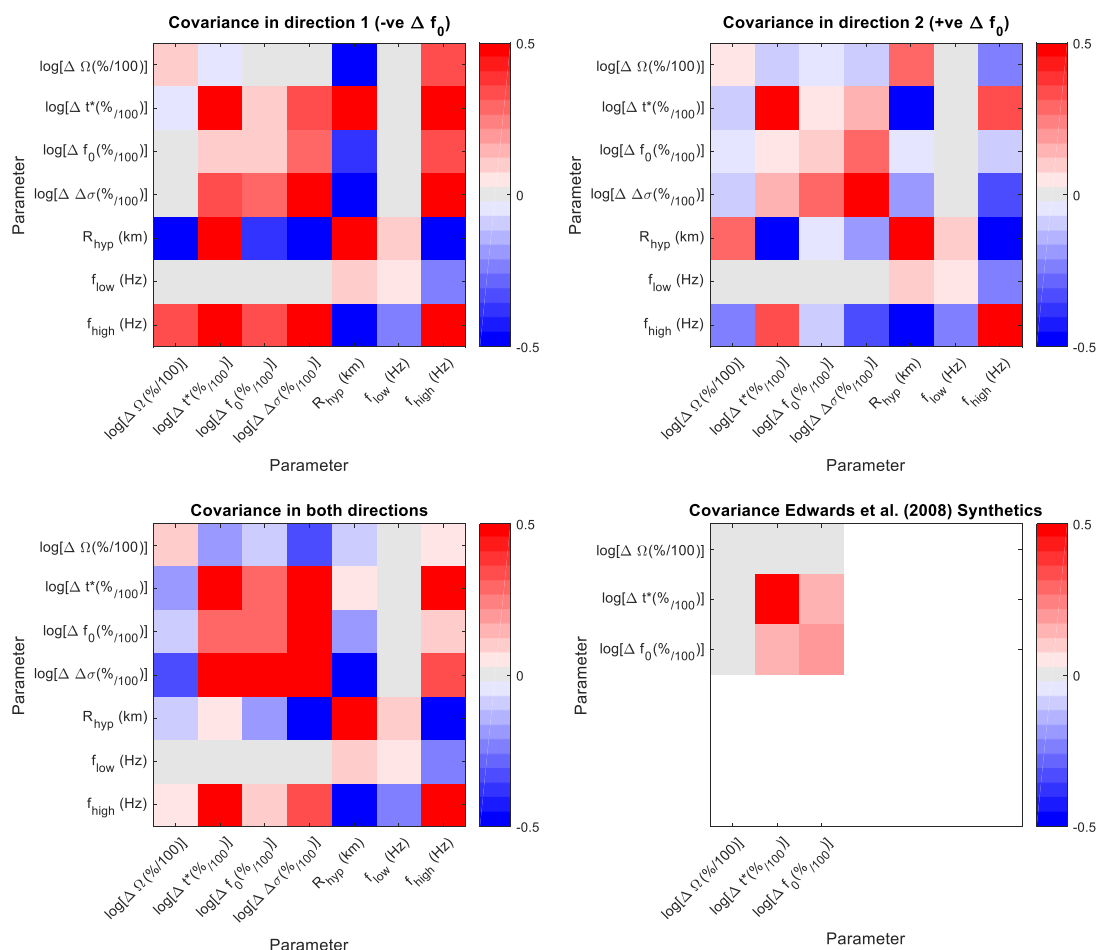 Covariance in direction 1 (-ve Δ f0)
Parameter
log[Δ Ω(%/100)]
log[Δ t*(%/100)]
log[Δ f0(%/100)]
log[Δ Δσ(%/100)]
Rhyp (km)
flow (Hz)
fhigh (Hz)
0.5
0
-0.5
log[Δ Ω(%/100)]
log[Δ t*(%/100)]
log[Δ f0(%/100)]
log[Δ Δσ(%/100)]
Rhyp (km)
flow (Hz)
fhigh (Hz)
Parameter
Covariance in direction 2 (+ve Δ f0)
Parameter
log[Δ Ω(%/100)]
log[Δ t*(%/100)]
log[Δ f0(%/100)]
log[Δ Δσ(%/100)]
Rhyp (km)
flow (Hz)
fhigh (Hz)
0.5
0
-0.5
log[Δ Ω(%/100)]
log[Δ t*(%/100)]
log[Δ f0(%/100)]
log[Δ Δσ(%/100)]
Rhyp (km)
flow (Hz)
fhigh (Hz)
Parameter
Covariance in both directions
Parameter
log[Δ Ω(%/100)]
log[Δ t*(%/100)]
log[Δ f0(%/100)]
log[Δ Δσ(%/100)]
Rhyp (km)
flow (Hz)
fhigh (Hz)
0.5
0
-0.5
log[Δ Ω(%/100)]
log[Δ t*(%/100)]
log[Δ f0(%/100)]
log[Δ Δσ(%/100)]
Rhyp (km)
flow (Hz)
fhigh (Hz)
Parameter
Covariance Edwards et al. (2008) Synthetics
Parameter
log[Δ Ω(%/100)]
log[Δ t*(%/100)]
log[Δ f0(%/100)]
0.5
0
-0.5
log[Δ Ω(%/100)]
log[Δ t*(%/100)]
log[Δ f0(%/100)]
Parameter